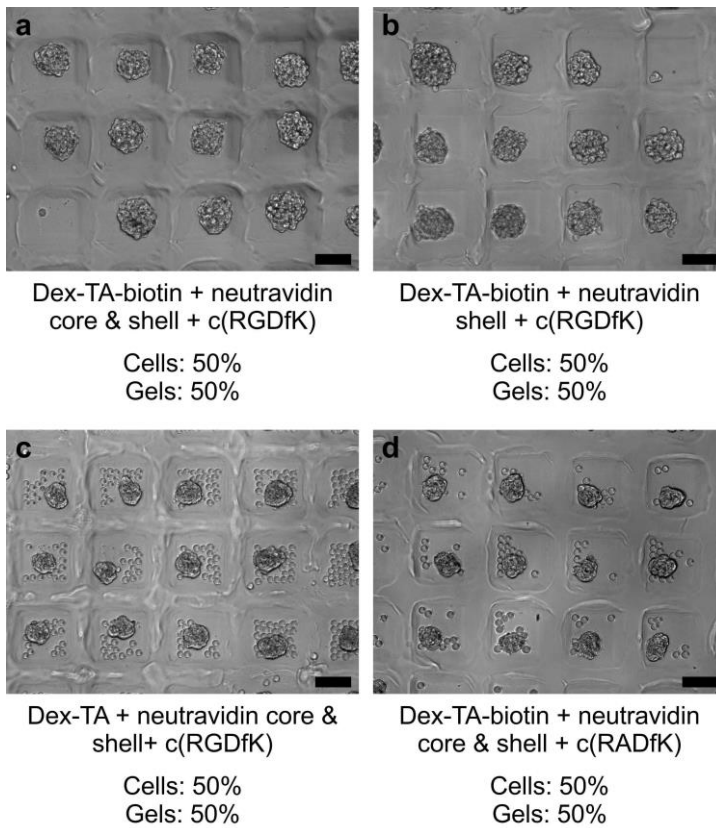 a
b
Dex-TA-biotin + neutravidin
core & shell + c(RGDfK)
Cells: 50%
Gels: 50%
Dex-TA-biotin + neutravidin
shell + c(RGDfK)
Cells: 50%
Gels: 50%
c
d
Dex-TA + neutravidin core &
shell+ c(RGDfK)
Cells: 50%
Gels: 50%
Dex-TA-biotin + neutravidin
core & shell + c(RADfK)
Cells: 50%
Gels: 50%